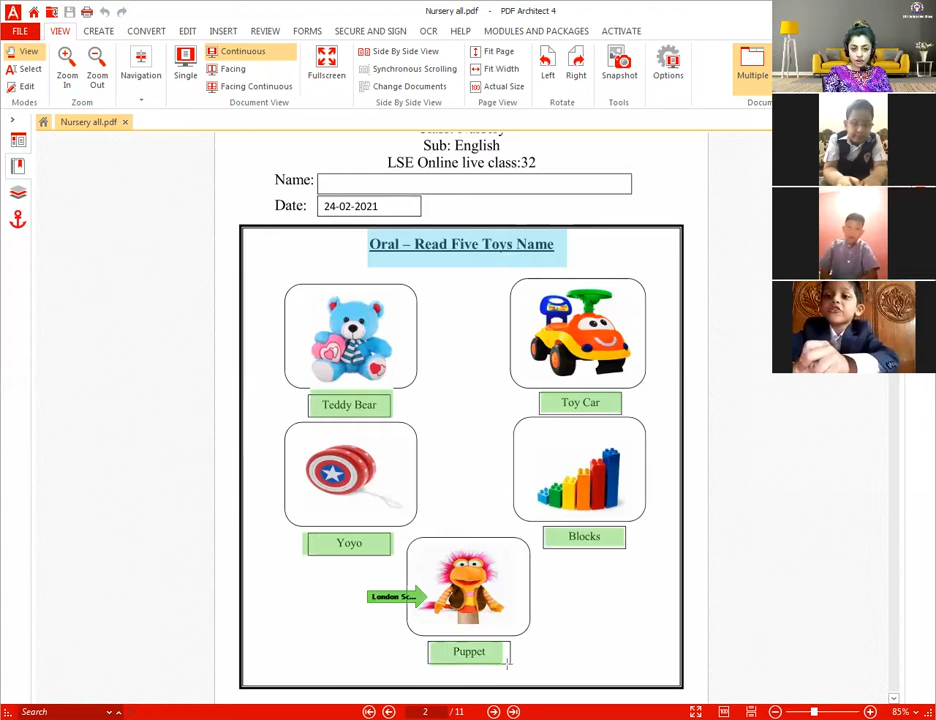 Nursery all.pdf - PDF Architect 4
FILE VIEW CREATE CONVERT EDIT INSERT REVIEW FORMS SECURE AND SIGN OCR HELP MODULES AND PACKAGES ACTIVATE
View
Select
Edit
Modes
Zoom In
Zoom Out
Zoom
Navigation
Single
Continuous
Facing
Facing Continuous
Document View
Fullscreen
Side By Side View
Synchronous Scrolling
Change Documents
Side By Side
Fit Page
Fit Width
Actual Size
Page View
Left
Right
Rotate
Snapshot
Tools
Options
Multiple
Docum
Nursery all.pdf ×
Sub: English
LSE Online live class:32
Name:
Date: 24-02-2021
Oral – Read Five Toys Name
Teddy Bear
Toy Car
Yoyo
Blocks
London Sc...
Puppet
Search
2 / 11
85%